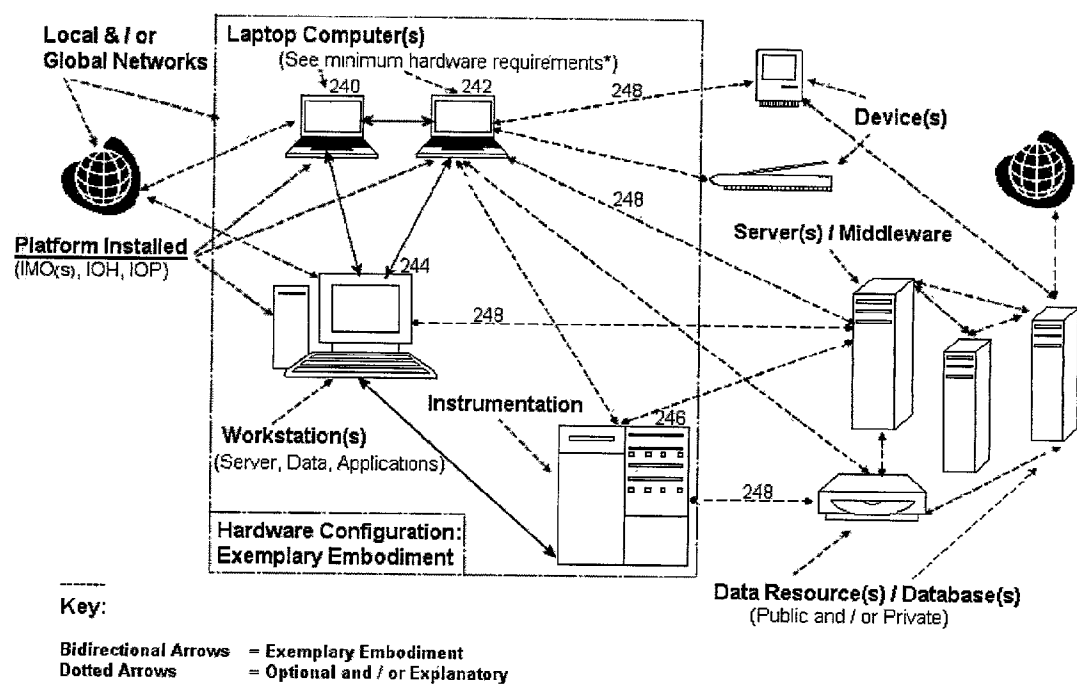 Local & / or
Global Networks
Laptop Computer(s)
(See minimum hardware requirements*)
240
242
248
Device(s)
248
Platform Installed
(IMO(s), IOH, IOP)
Server(s) / Middleware
244
248
Instrumentation
246
Workstation(s)
(Server, Data, Applications)
248
Hardware Configuration:
Exemplary Embodiment
Data Resource(s) / Database(s)
(Public and / or Private)
Key:
Bidirectional Arrows = Exemplary Embodiment
Dotted Arrows = Optional and / or Explanatory